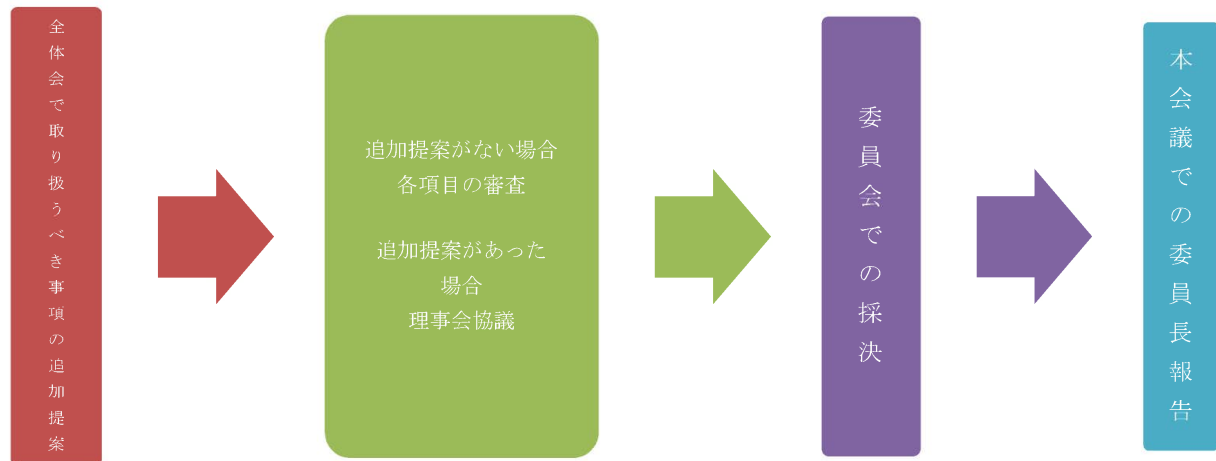 全体会で取り扱うべき事項の追加提案
追加提案がない場合
各項目の審査
追加提案があった
場合
理事会協議
委員会での採決
本会議での委員長報告